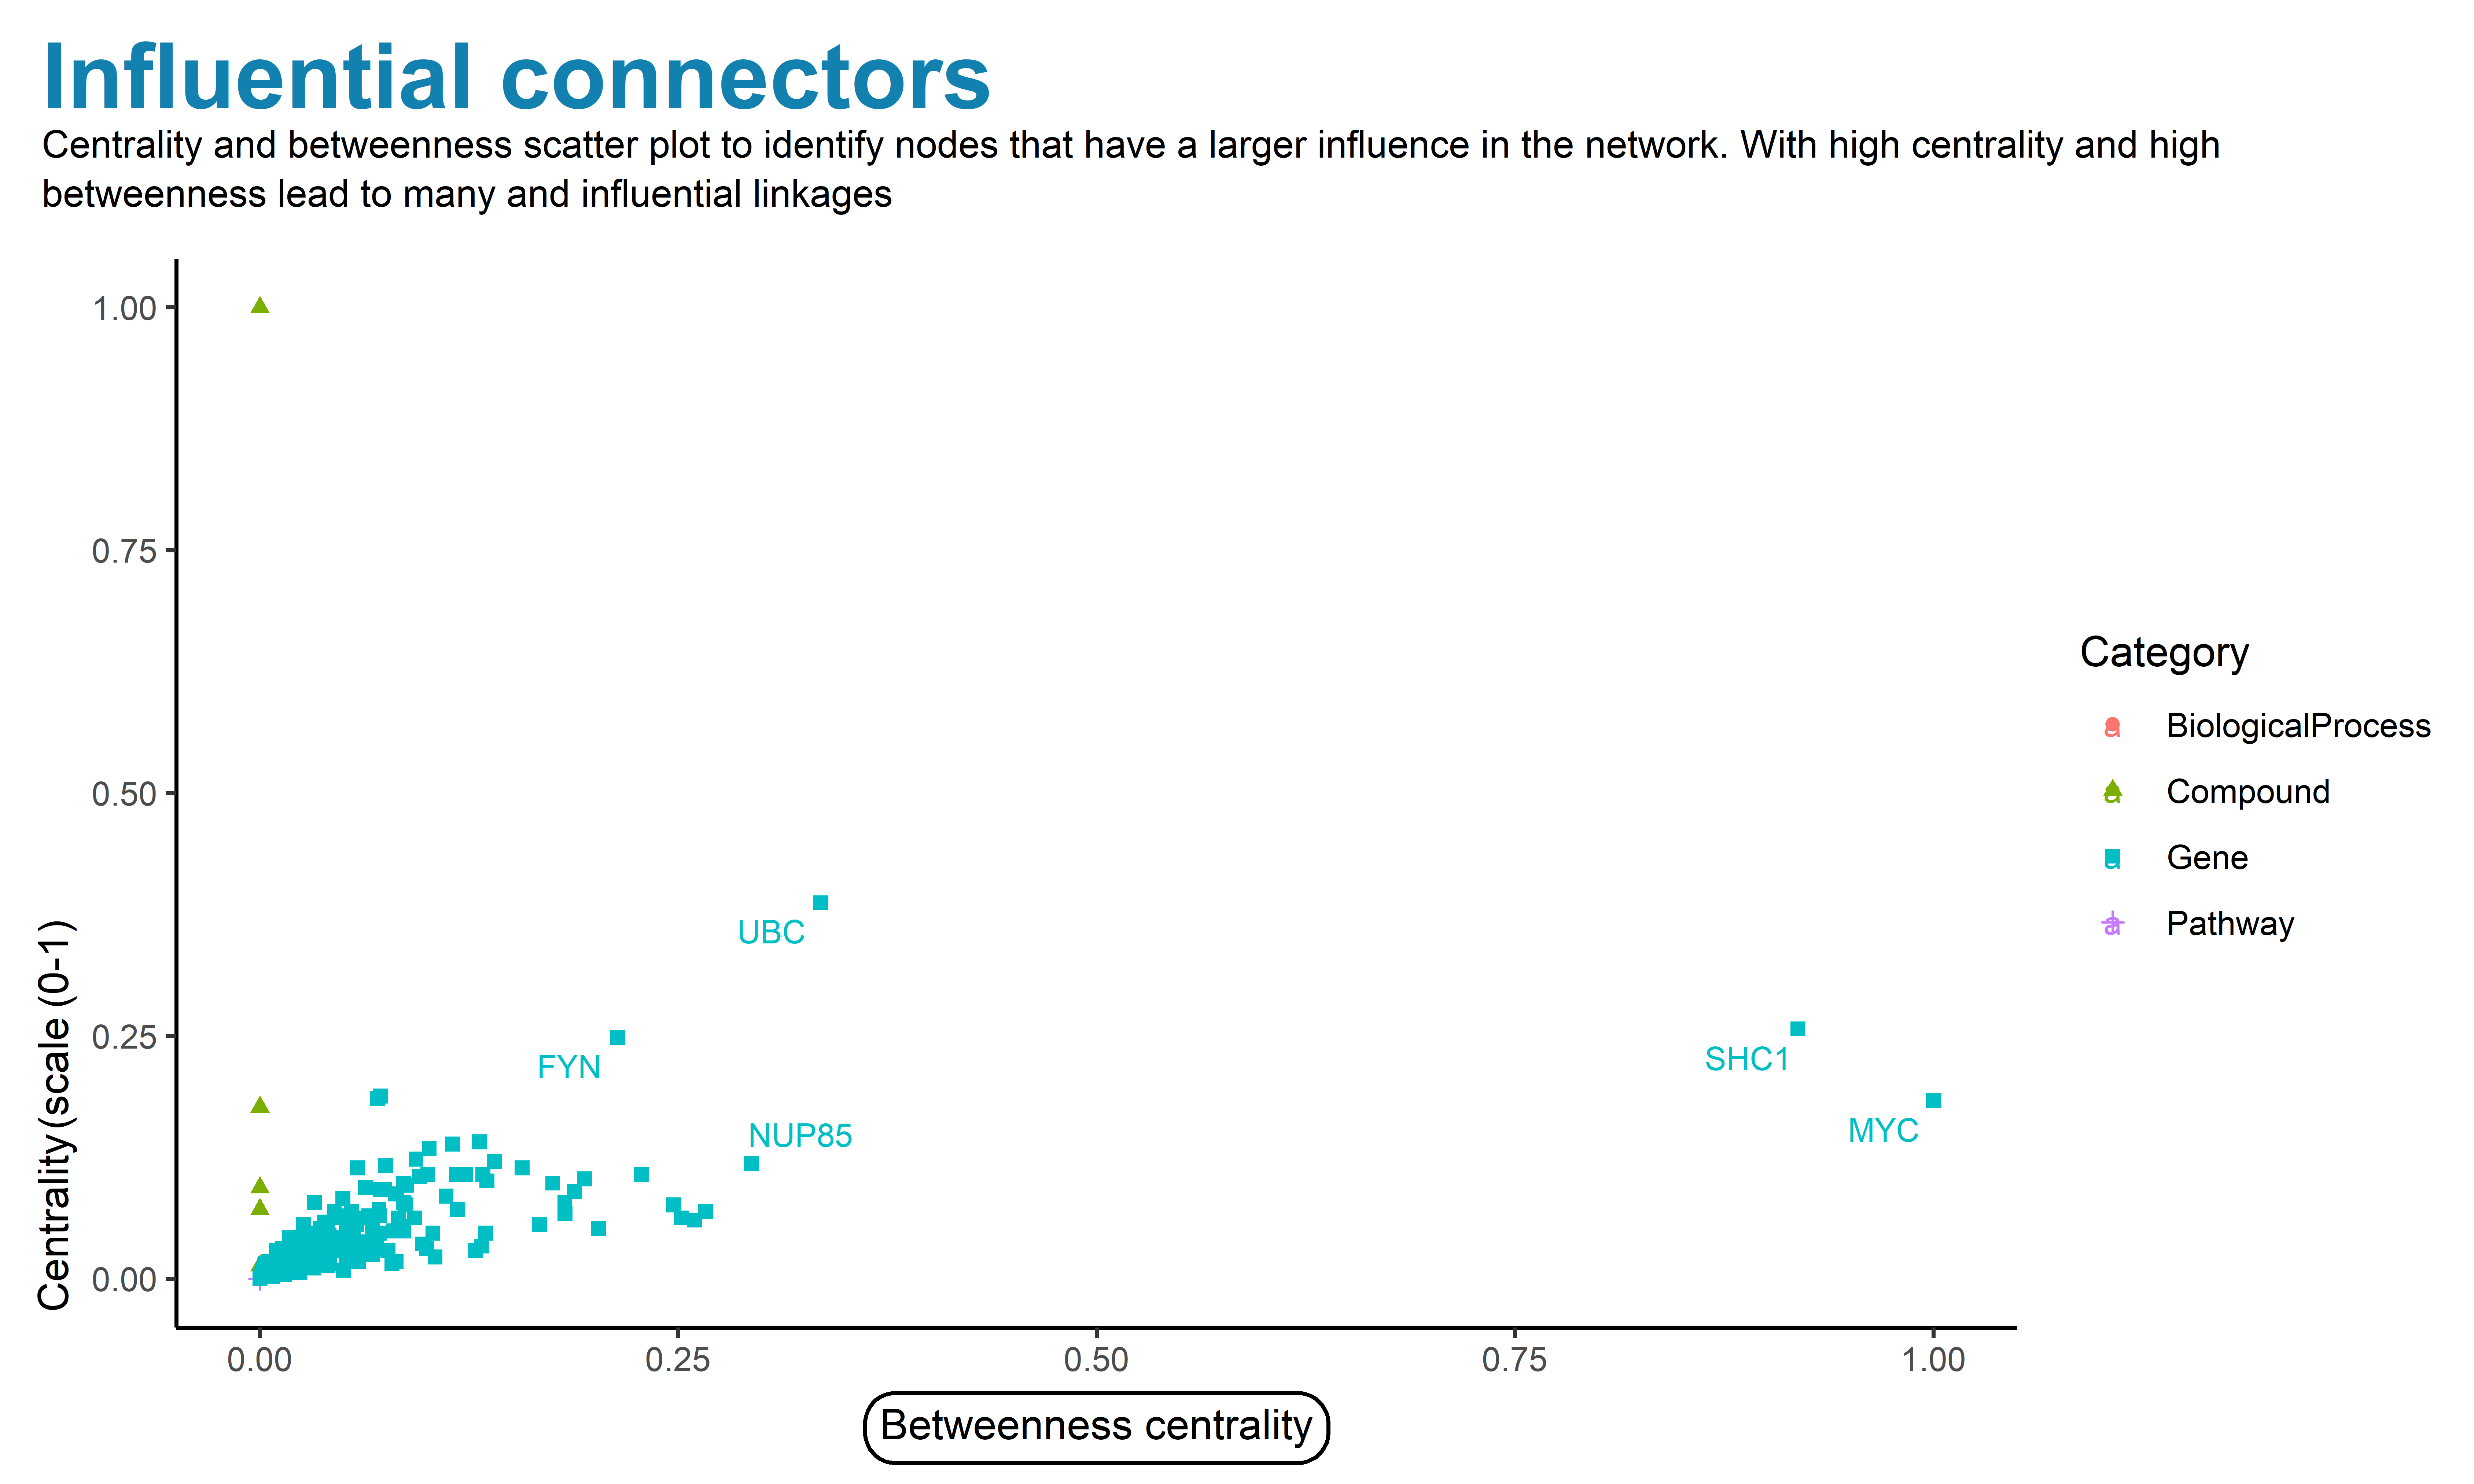 Influential connectors
Centrality and betweenness scatter plot to identify nodes that have a larger influence in the network. With high centrality and high
betweenness lead to many and influential linkages
Centrality(scale (0-1)
1.00
0.75
0.50
0.25
0.00
UBC
FYN
NUP85
SHC1
MYC
0.00
0.25
0.50
0.75
1.00
Betweenness centrality
Category
a BiologicalProcess
a Compound
a Gene
a Pathway